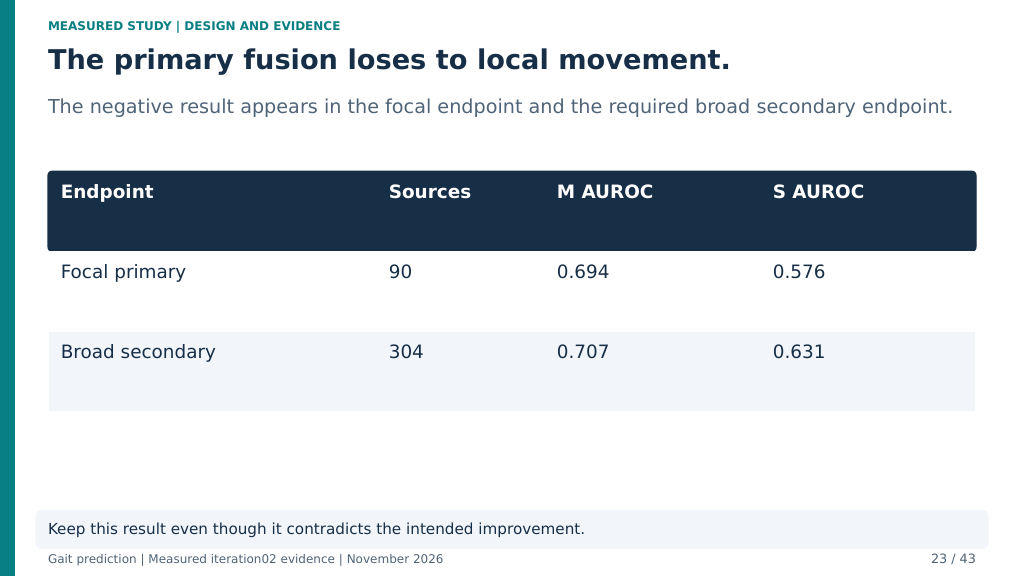 MEASURED STUDY | DESIGN AND EVIDENCE
The primary fusion loses to local movement.
The negative result appears in the focal endpoint and the required broad secondary endpoint.
Endpoint Sources M AUROC S AUROC
Focal primary 90 0.694 0.576
Broad secondary 304 0.707 0.631
Keep this result even though it contradicts the intended improvement.
Gait prediction | Measured iteration02 evidence | November 2026 23 / 43